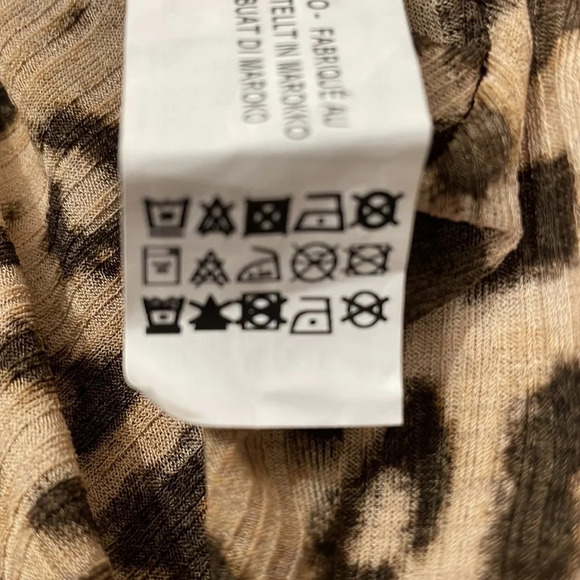 O - FABRIQUÉ AU
TELLT IN MAROKKO
BUAT DI MAROKO